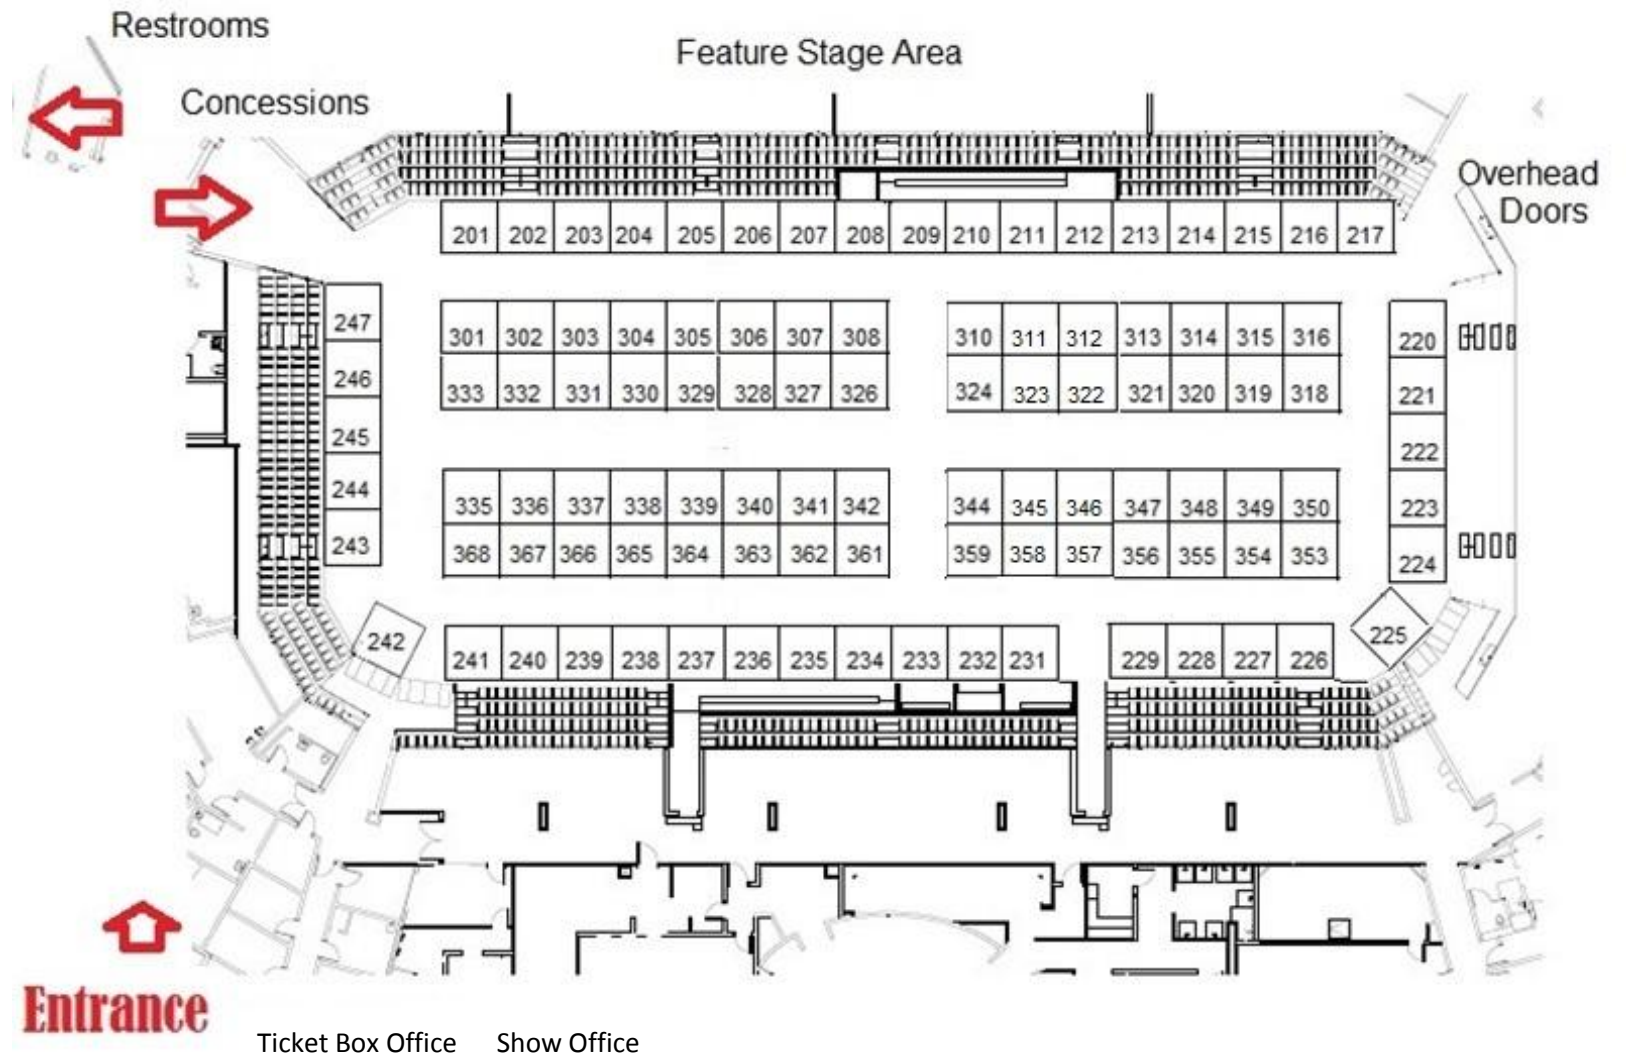 Restrooms
Feature Stage Area
Concessions
Overhead
Doors
201 202 203 204 205 206 207 208 209 210 211 212 213 214 215 216 217
247
301 302 303 304 305 306 307 308 310 311 312 313 314 315 316 220
246
333 332 331 330 329 328 327 326 324 323 322 321 320 319 318 221
245
222
244
335 336 337 338 339 340 341 342 344 345 346 347 348 349 350 223
243
368 367 366 365 364 363 362 361 359 358 357 356 355 354 353 224
242
225
241 240 239 238 237 236 235 234 233 232 231 229 228 227 226
Entrance
Ticket Box Office Show Office